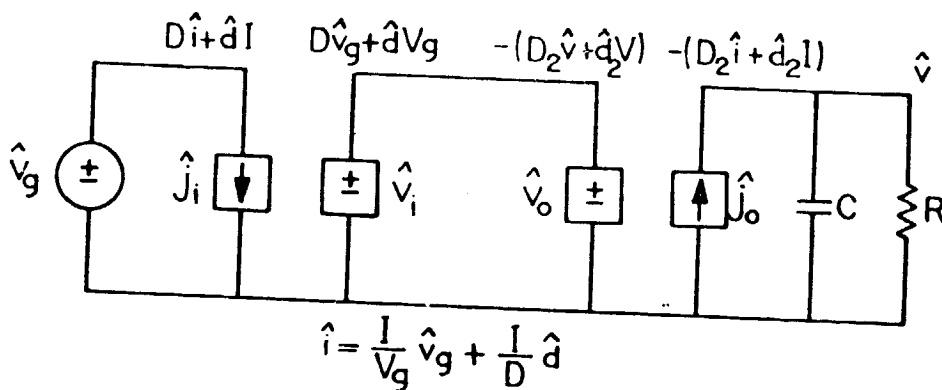 Dî+d̂I
Dv̂g+d̂Vg
-(D₂v̂+d̂₂V)
-(D₂î+d̂₂I)
v̂
v̂g
±
ĵi
±
v̂i
v̂o
±
ĵo
C
R
î = I/Vg v̂g + I/D d̂